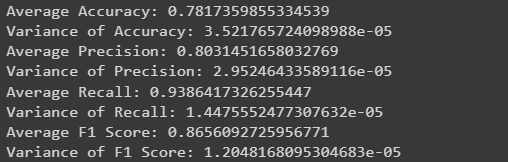 Average Accuracy: 0.7817359855334539
Variance of Accuracy: 3.521765724098988e-05
Average Precision: 0.8031451658032769
Variance of Precision: 2.95246433589116e-05
Average Recall: 0.9386417326255447
Variance of Recall: 1.4475552477307632e-05
Average F1 Score: 0.8656092725956771
Variance of F1 Score: 1.2048168095304683e-05